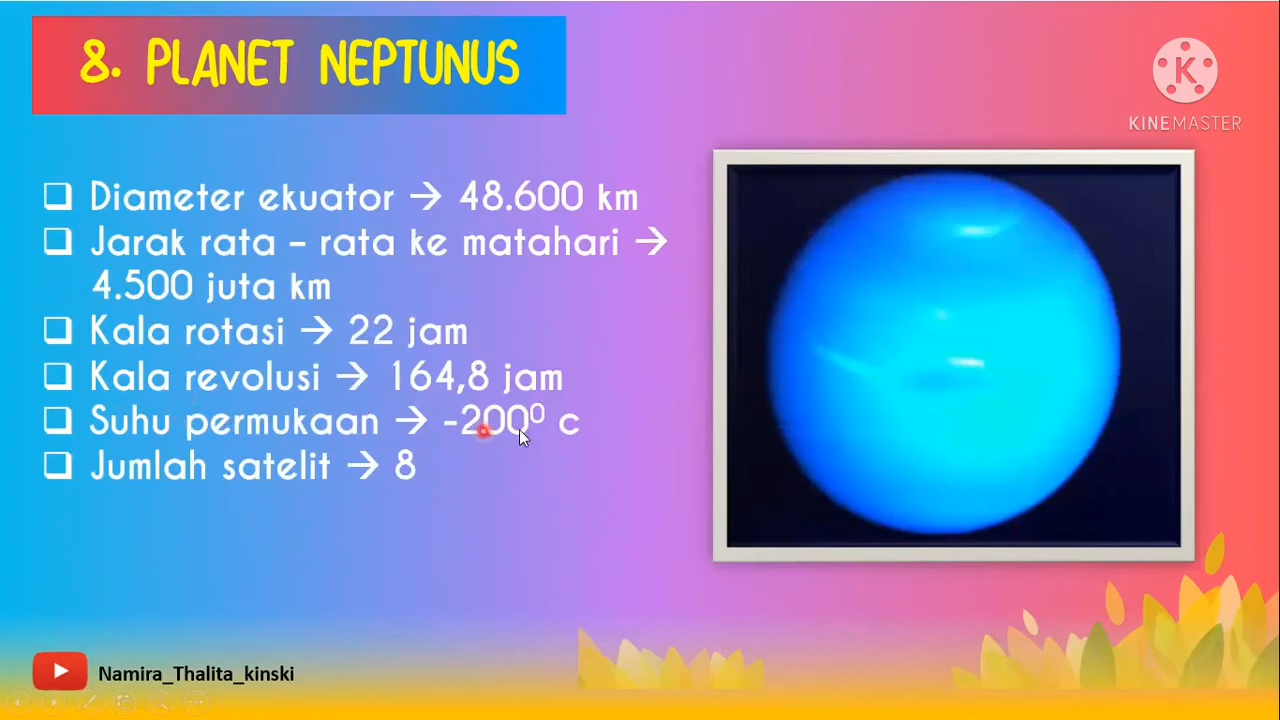 8. PLANET NEPTUNUS
KINEMASTER
Diameter ekuator → 48.600 km
Jarak rata – rata ke matahari →
4.500 juta km
Kala rotasi → 22 jam
Kala revolusi → 164,8 jam
Suhu permukaan → -200⁰ c
Jumlah satelit → 8
Namira_Thalita_kinski